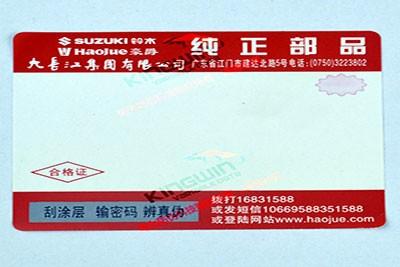 SUZUKI 铃木
Haojue 豪爵
纯正部品
大长江集团有限公司
广东省江门市建达北路5号电话:(0750)3223802
合格证
KINGWIN
刮涂层 输密码 辨真伪
拨打16831588
或发短信10669588351588
或登陆网站www.haojue.com